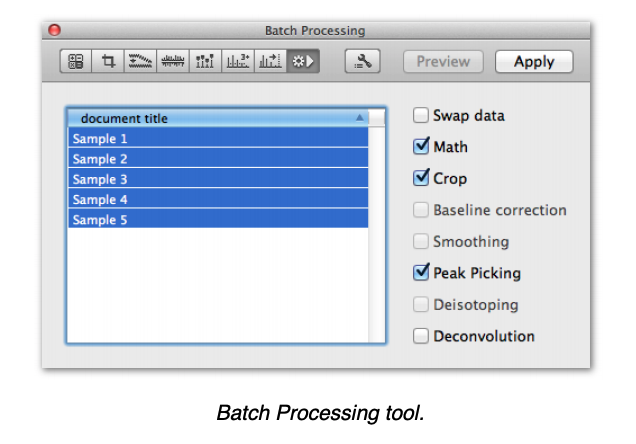 Batch Processing
Preview
Apply
document title
Sample 1
Sample 2
Sample 3
Sample 4
Sample 5
Swap data
Math
Crop
Baseline correction
Smoothing
Peak Picking
Deisotoping
Deconvolution
Batch Processing tool.